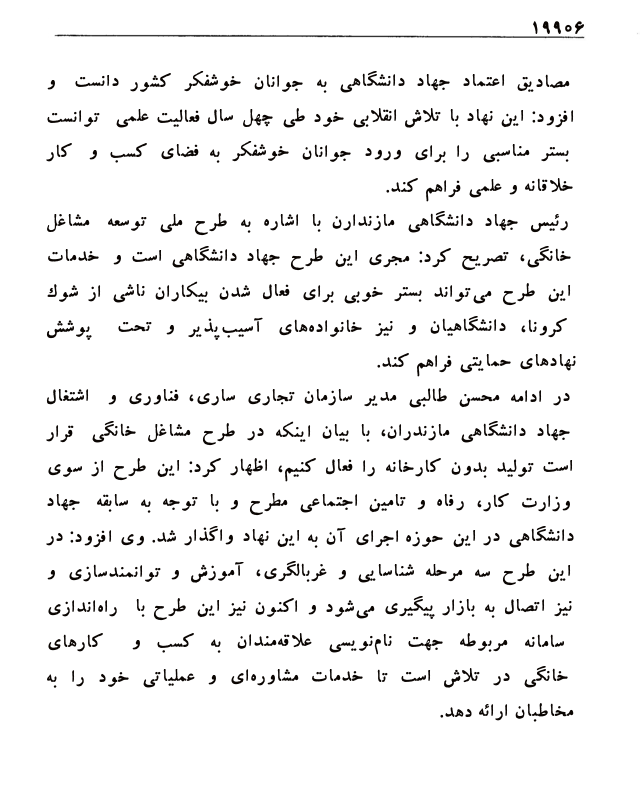 ۱۹۹۰۶
مصادیق اعتماد جهاد دانشگاهی به جوانان خوشفکر کشور دانست و
افزود: این نهاد با تلاش انقلابی خود طی چهل سال فعالیت علمی توانست
بستر مناسبی را برای ورود جوانان خوشفکر به فضای کسب و کار
خلاقانه و علمی فراهم کند.
رئیس جهاد دانشگاهی مازندارن با اشاره به طرح ملی توسعه مشاغل
خانگی، تصریح کرد: مجری این طرح جهاد دانشگاهی است و خدمات
این طرح می‌تواند بستر خوبی برای فعال شدن بیکاران ناشی از شوك
کرونا، دانشگاهیان و نیز خانواده‌های آسیب‌پذیر و تحت پوشش
نهادهای حمایتی فراهم کند.
در ادامه محسن طالبی مدیر سازمان تجاری ساری، فناوری و اشتغال
جهاد دانشگاهی مازندران، با بیان اینکه در طرح مشاغل خانگی قرار
است تولید بدون کارخانه را فعال کنیم، اظهار کرد: این طرح از سوی
وزارت کار، رفاه و تامین اجتماعی مطرح و با توجه به سابقه جهاد
دانشگاهی در این حوزه اجرای آن به این نهاد واگذار شد. وی افزود: در
این طرح سه مرحله شناسایی و غربالگری، آموزش و توانمندسازی و
نیز اتصال به بازار پیگیری می‌شود و اکنون نیز این طرح با راه‌اندازی
سامانه مربوطه جهت نام‌نویسی علاقه‌مندان به کسب و کارهای
خانگی در تلاش است تا خدمات مشاوره‌ای و عملیاتی خود را به
مخاطبان ارائه دهد.